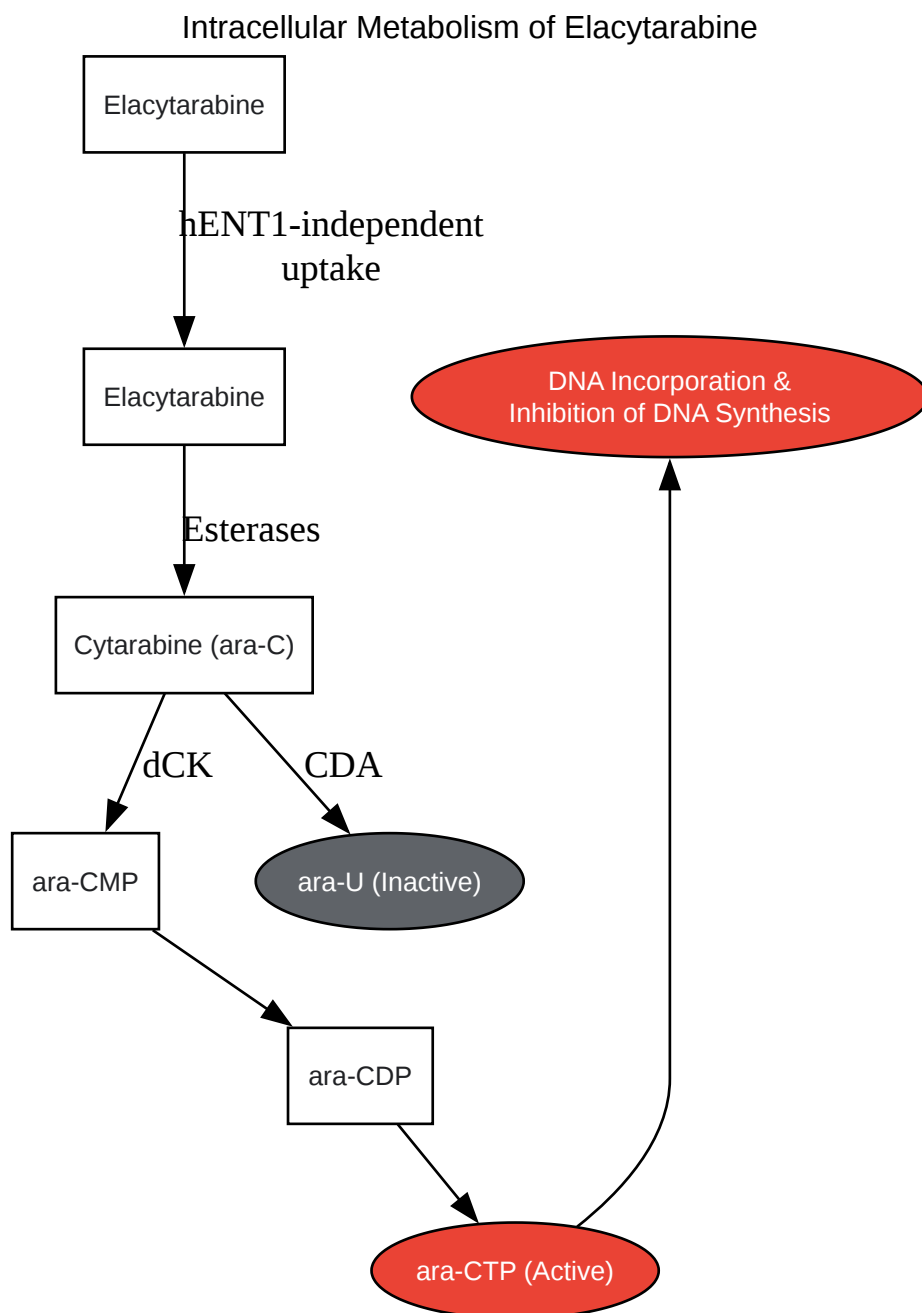 Intracellular Metabolism of Elacytarabine
Elacytarabine
hENT1-independent
uptake
Elacytarabine
DNA Incorporation &
Inhibition of DNA Synthesis
Esterases
Cytarabine (ara-C)
dCK
CDA
ara-CMP
ara-U (Inactive)
ara-CDP
ara-CTP (Active)